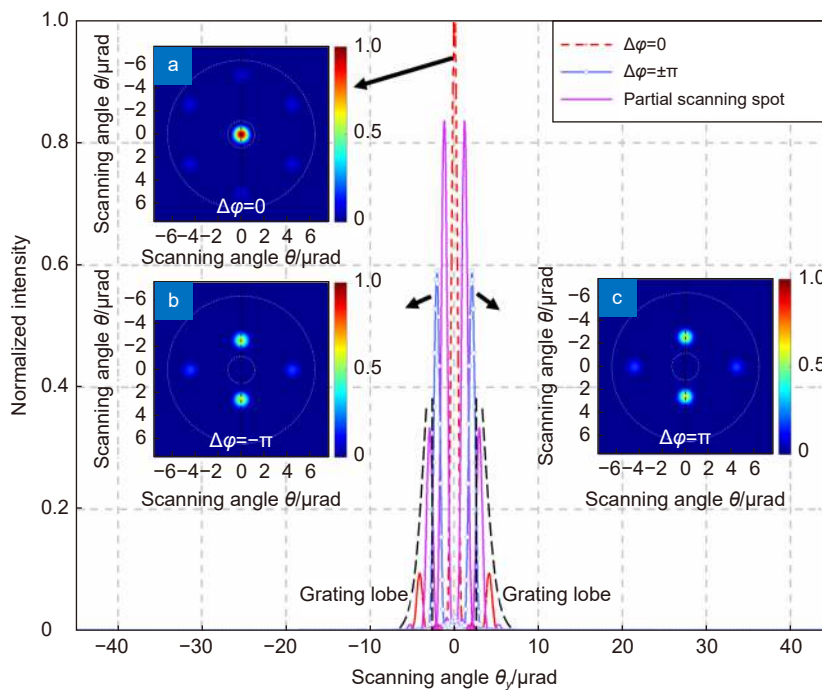 1.0
0.8
0.6
0.4
0.2
0
Normalized intensity
−40
−30
−20
−10
0
10
20
30
40
Scanning angle θy/μrad
Δφ=0
Δφ=±π
Partial scanning spot
Grating lobe
Grating lobe
a
−6
−4
−2
0
2
4
6
Scanning angle θ/μrad
Δφ=0
−6−4−2 0 2 4 6
Scanning angle θ/μrad
1.0
0.5
0
b
−6
−4
−2
0
2
4
6
Scanning angle θ/μrad
Δφ=−π
−6−4−2 0 2 4 6
Scanning angle θ/μrad
1.0
0.5
0
c
−6
−4
−2
0
2
4
6
Scanning angle θ/μrad
Δφ=π
−6−4−2 0 2 4 6
Scanning angle θ/μrad
1.0
0.5
0